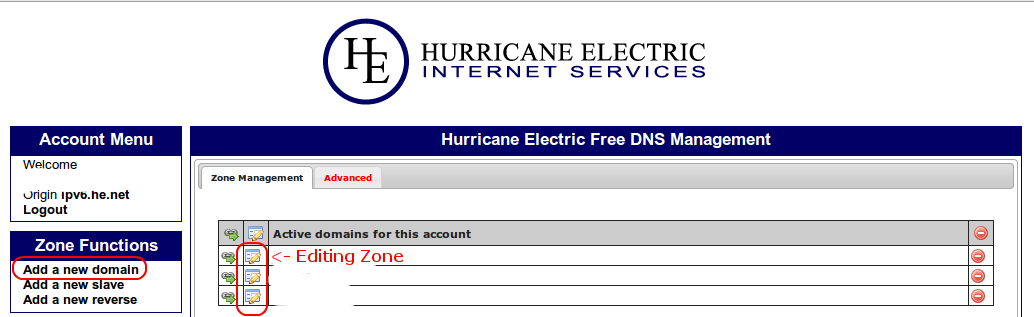 HE
HURRICANE ELECTRIC
INTERNET SERVICES
Account Menu
Welcome
Origin ipv6.he.net
Logout
Zone Functions
Add a new domain
Add a new slave
Add a new reverse
Hurricane Electric Free DNS Management
Zone Management
Advanced
Active domains for this account
<- Editing Zone